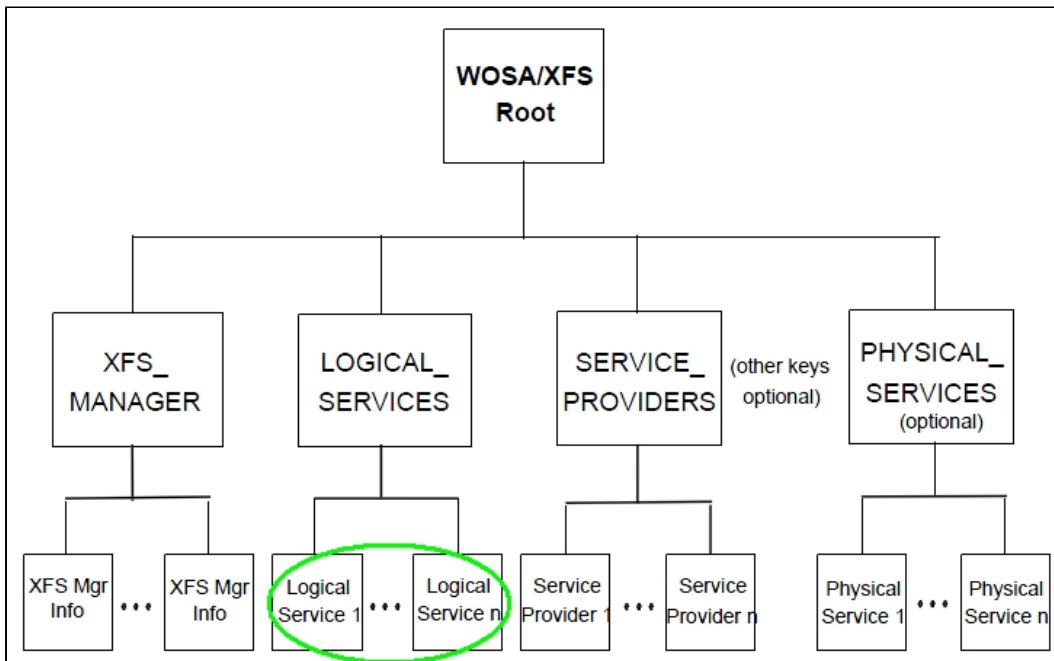 WOSA/XFS
Root
XFS_
MANAGER
LOGICAL_
SERVICES
SERVICE_
PROVIDERS
(other keys
optional)
PHYSICAL_
SERVICES
(optional)
XFS Mgr
Info
•••
XFS Mgr
Info
Logical
Service 1
•••
Logical
Service n
Service
Provider 1
•••
Service
Provider n
Physical
Service 1
•••
Physical
Service n